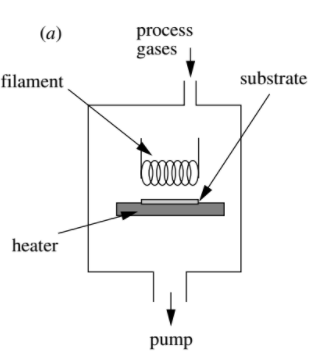 (a)
process
gases
filament
substrate
heater
pump